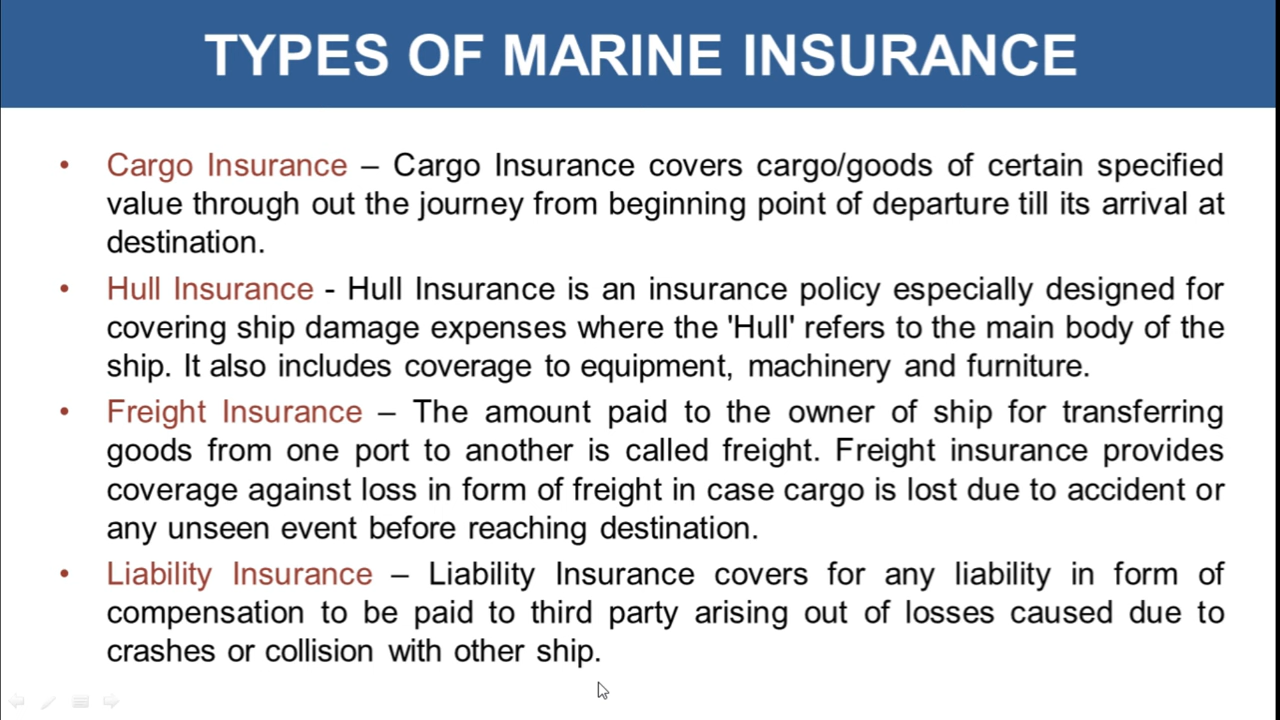 TYPES OF MARINE INSURANCE
• Cargo Insurance – Cargo Insurance covers cargo/goods of certain specified
value through out the journey from beginning point of departure till its arrival at
destination.
• Hull Insurance - Hull Insurance is an insurance policy especially designed for
covering ship damage expenses where the 'Hull' refers to the main body of the
ship. It also includes coverage to equipment, machinery and furniture.
• Freight Insurance – The amount paid to the owner of ship for transferring
goods from one port to another is called freight. Freight insurance provides
coverage against loss in form of freight in case cargo is lost due to accident or
any unseen event before reaching destination.
• Liability Insurance – Liability Insurance covers for any liability in form of
compensation to be paid to third party arising out of losses caused due to
crashes or collision with other ship.